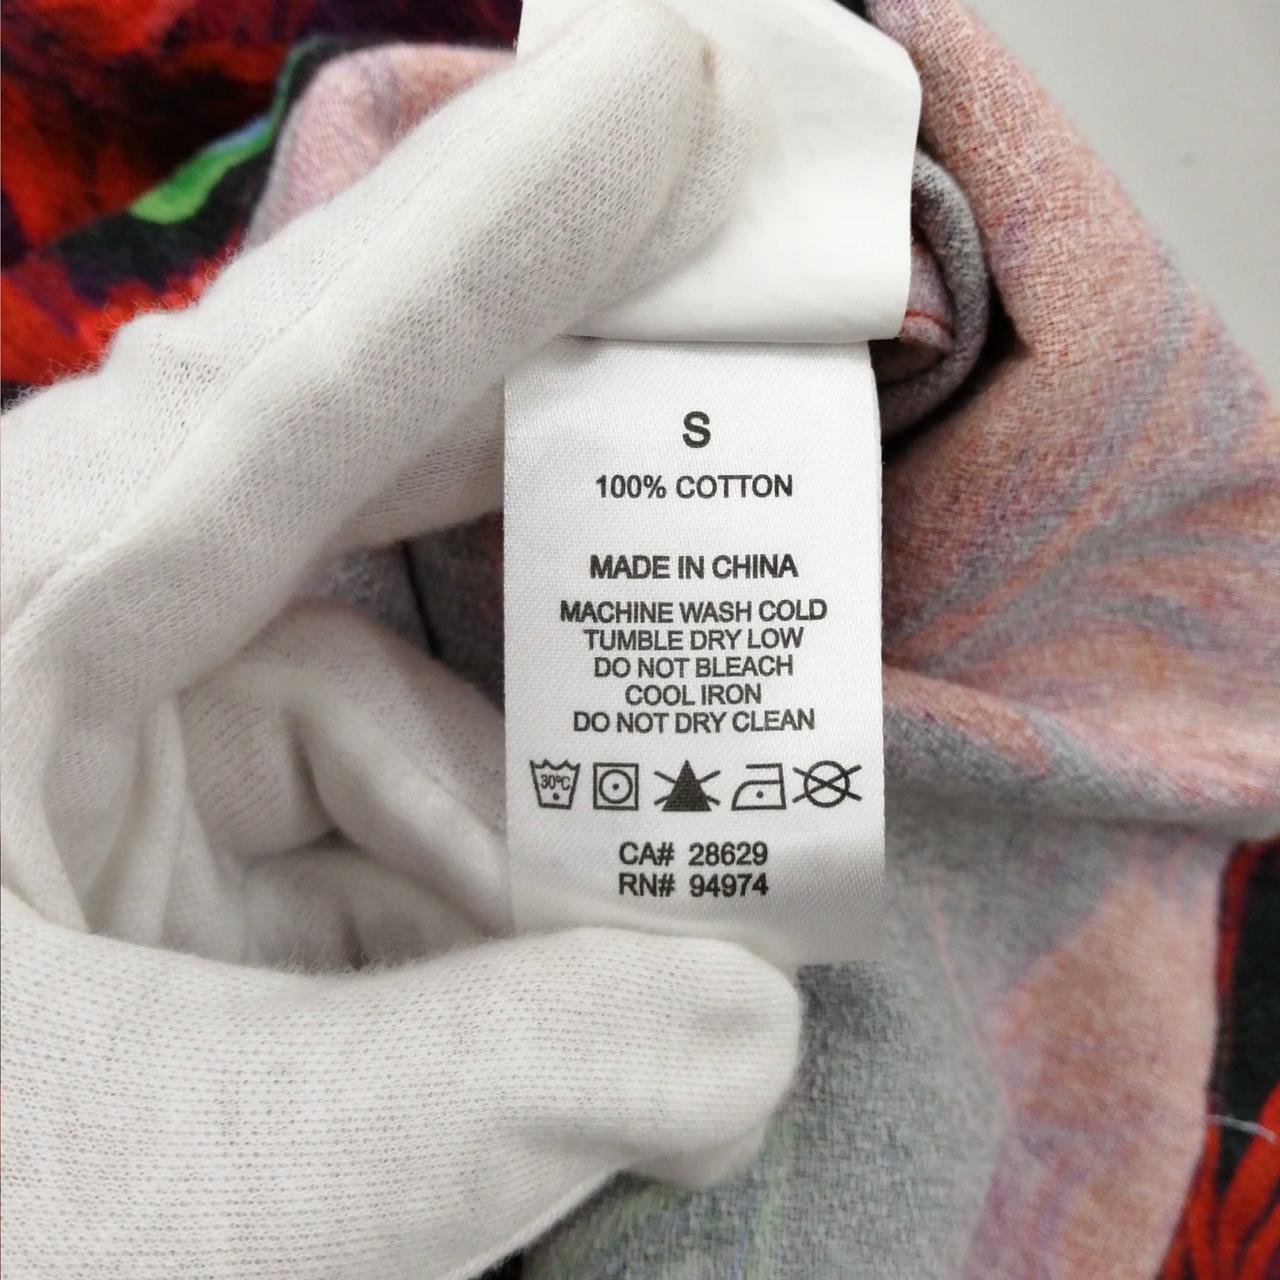 S
100% COTTON
MADE IN CHINA
MACHINE WASH COLD
TUMBLE DRY LOW
DO NOT BLEACH
COOL IRON
DO NOT DRY CLEAN
30°C
CA# 28629
RN# 94974